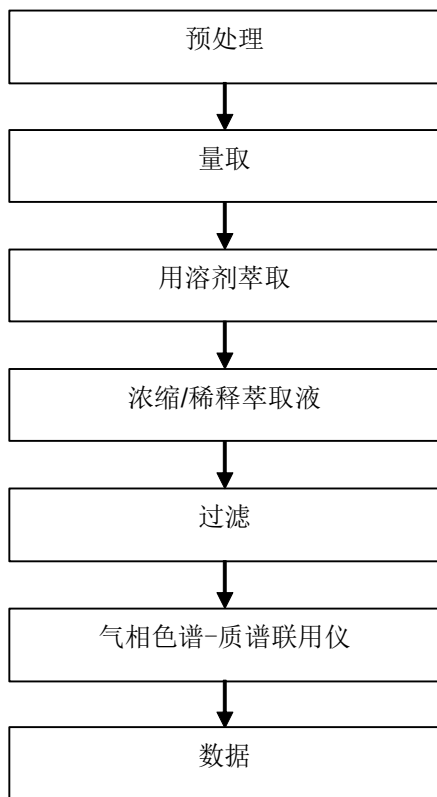 预处理
量取
用溶剂萃取
浓缩/稀释萃取液
过滤
气相色谱-质谱联用仪
数据